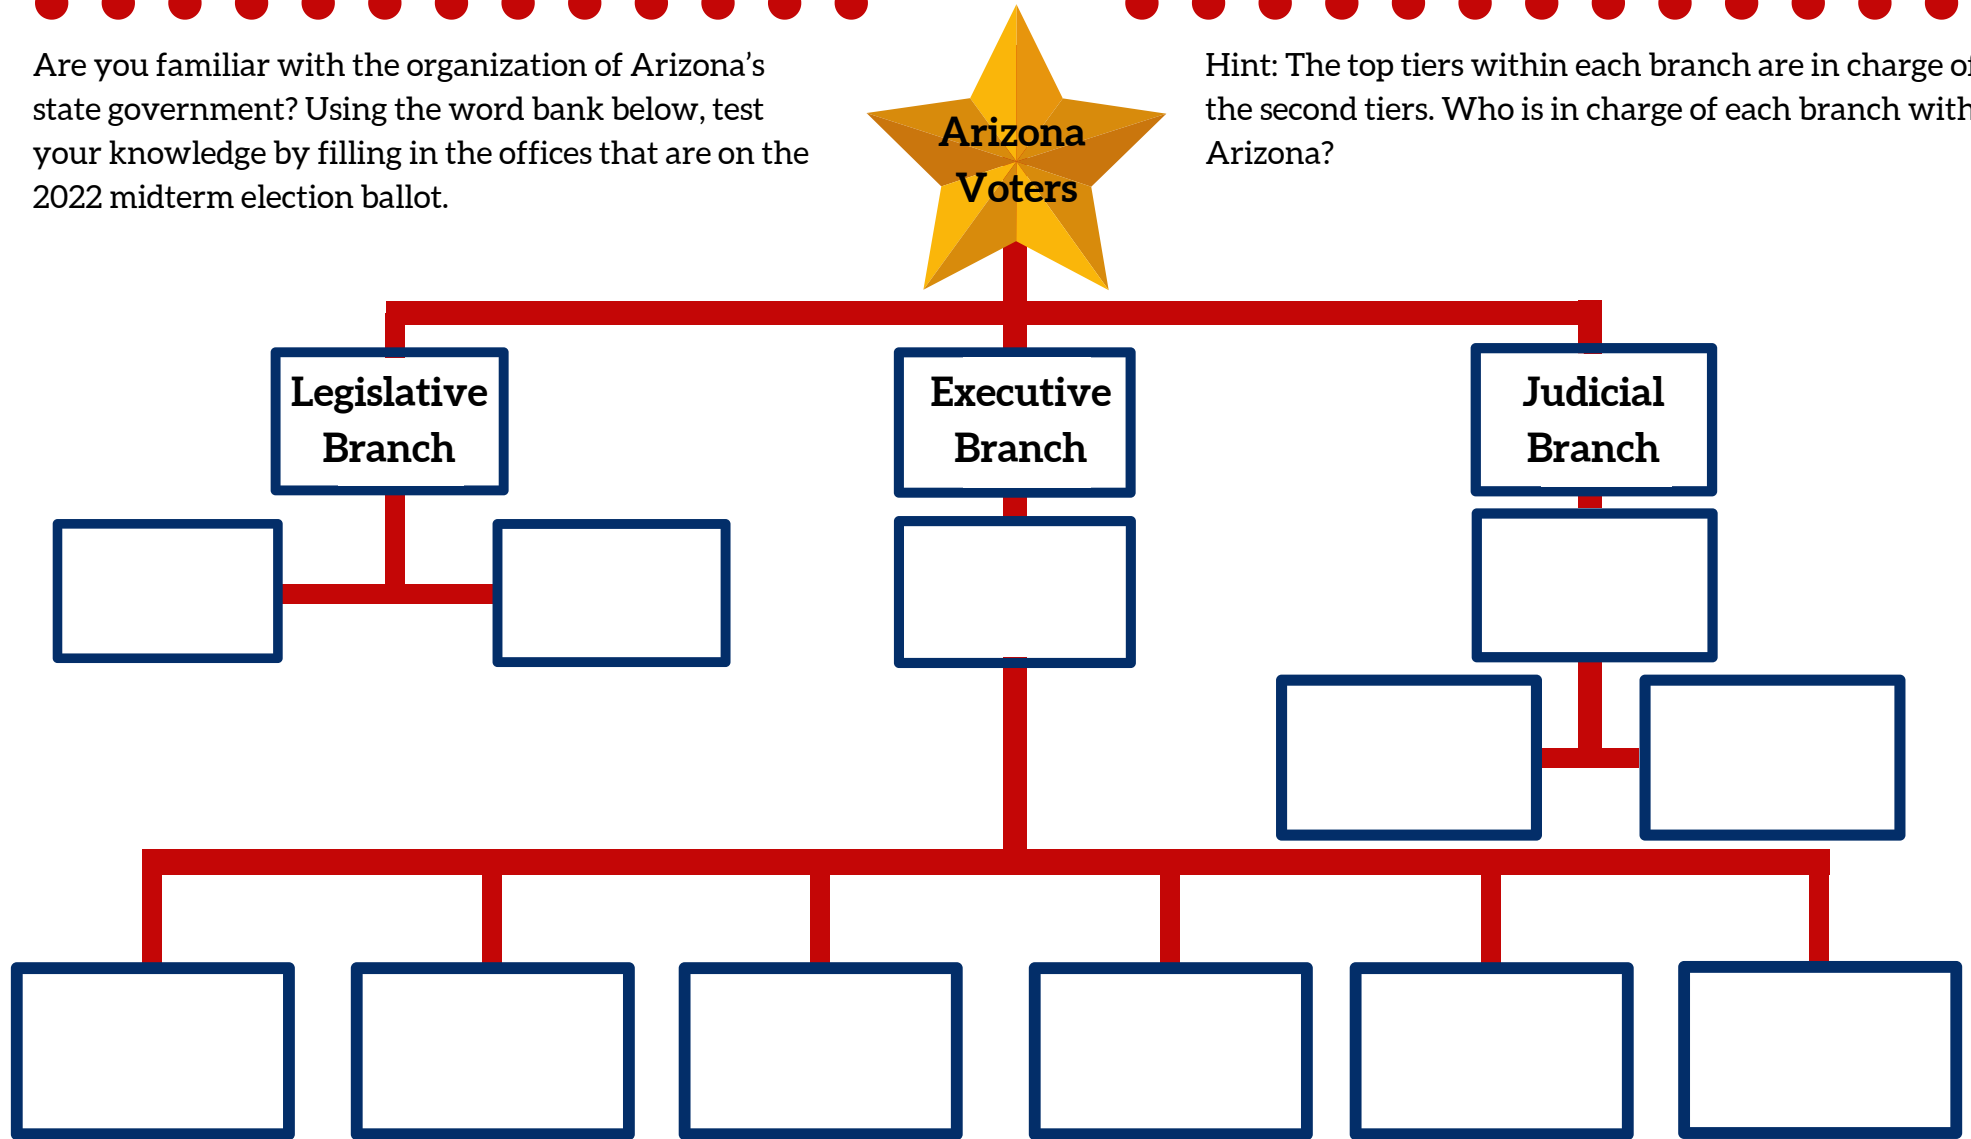 Are you familiar with the organization of Arizona’s
state government? Using the word bank below, test
your knowledge by filling in the offices that are on the
2022 midterm election ballot.
Arizona
Voters
Hint: The top tiers within each branch are in charge of
the second tiers. Who is in charge of each branch with
Arizona?
Legislative
Branch
Executive
Branch
Judicial
Branch